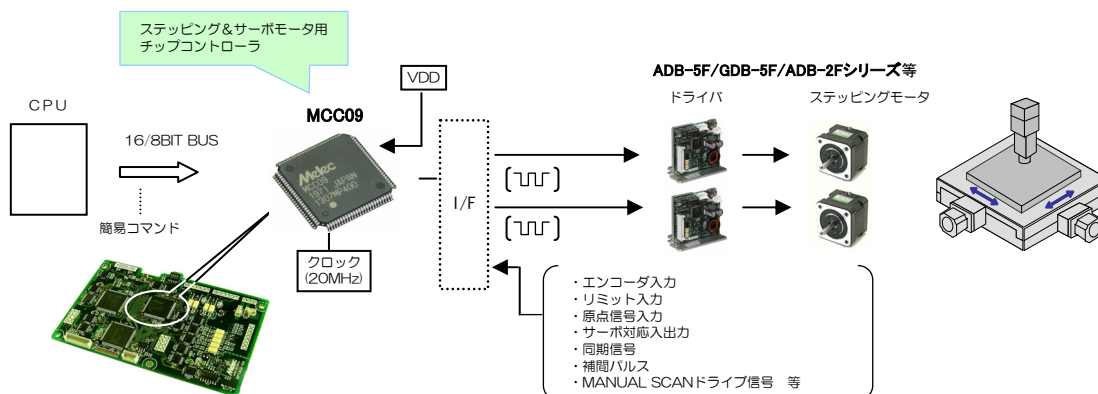 ステッピング＆サーボモータ用
チップコントローラ
VDD
ADB-5F/GDB-5F/ADB-2Fシリーズ等
ドライバ
ステッピングモータ
CPU
MCC09
16/8BIT BUS
Melec
MCC09
1971 JAPAN
1307MP400
I/F
簡易コマンド
クロック
(20MHz)
・エンコーダ入力
・リミット入力
・原点信号入力
・サーボ対応入出力
・同期信号
・補間パルス
・MANUAL SCANドライブ信号　等